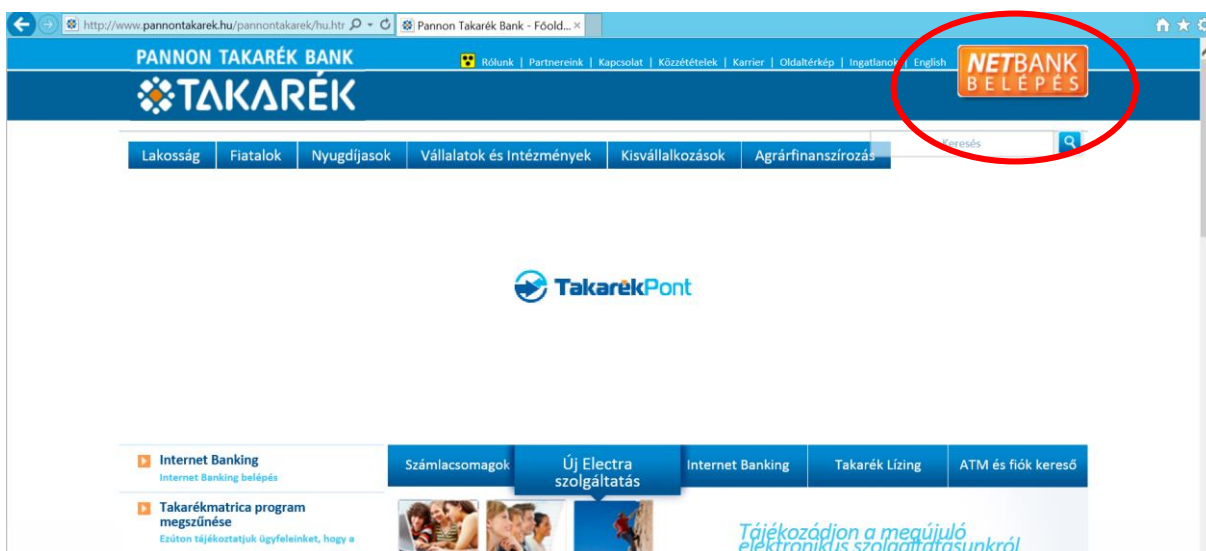 http://www.pannontakarek.hu/pannontakarek/hu.htr
Pannon Takarék Bank - Főold... ×
PANNON TAKARÉK BANK
Rólunk | Partnereink | Kapcsolat | Közzétételek | Karrier | Oldaltérkép | Ingatlanok | English
NETBANK
BELÉPÉS
TAKARÉK
Keresés
Lakosság Fiatalok Nyugdíjasok Vállalatok és Intézmények Kisvállalkozások Agrárfinanszírozás
TakarékPont
Internet Banking
Internet Banking belépés
Takarékmatrica program
megszűnése
Ezúton tájékoztatjuk ügyfeleinket, hogy a
Számlacsomagok
Új Electra
szolgáltatás
Internet Banking
Takarék Lízing
ATM és fiók kereső
Tájékozódjon a megújuló
elektronikus szolgáltatásunkról